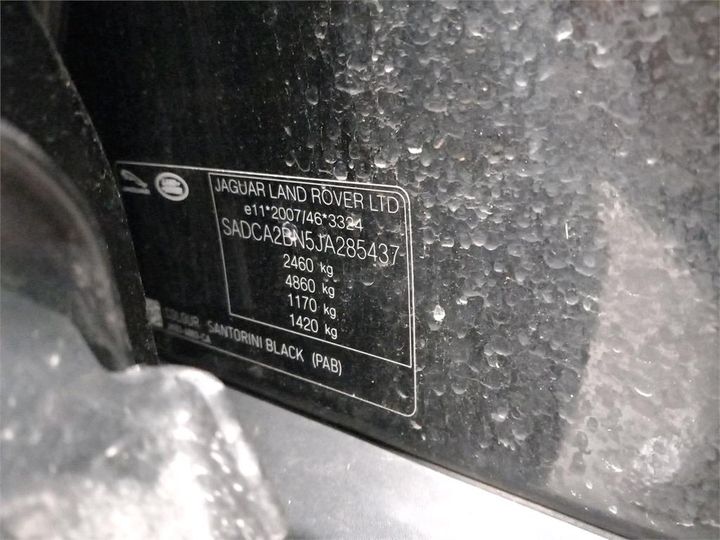 JAGUAR LAND ROVER LTD
e11*2007/46*3324
SADCA2BN5JA285437
2460 kg
4860 kg
1170 kg
1420 kg
COLOUR SANTORINI BLACK (PAB)